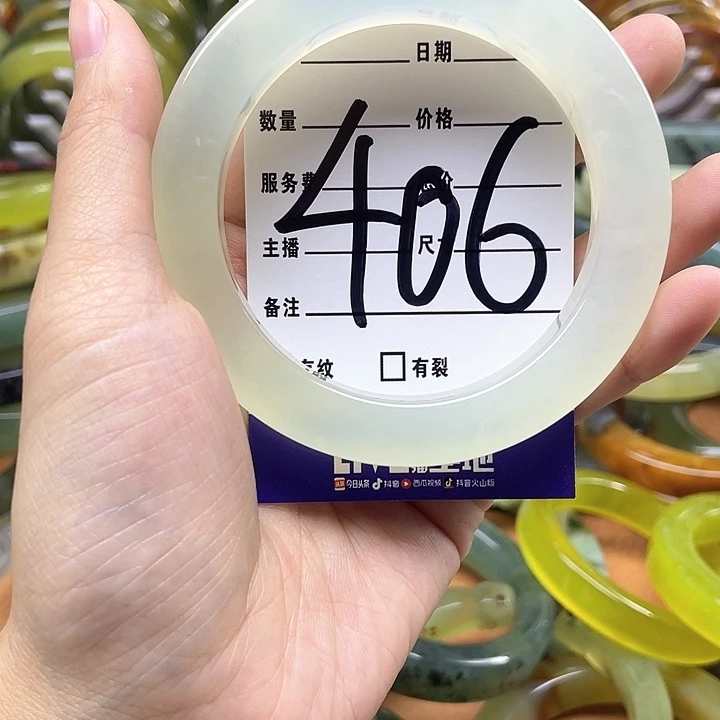 日期
数量 价格
服务费
406
主播 尺
备注
有裂
今日头条 抖音 西瓜视频 抖音火山版